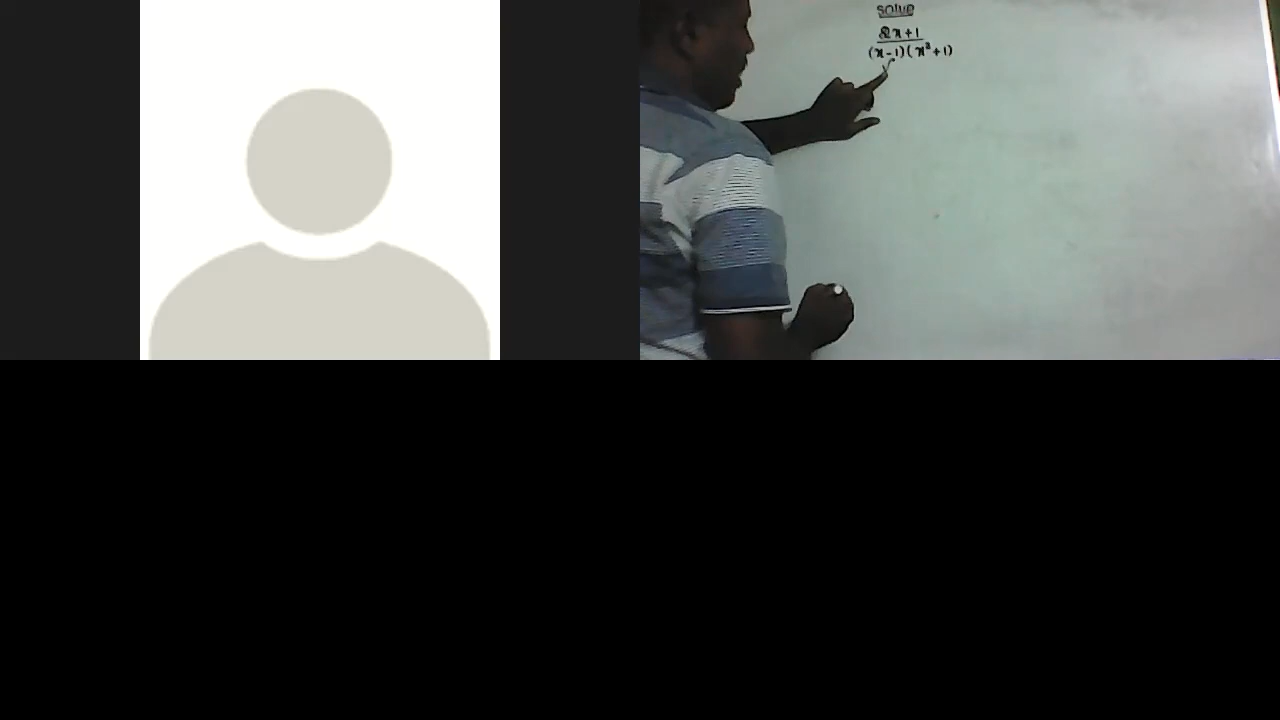 solve
2x+1
(x-1)(x²+1)